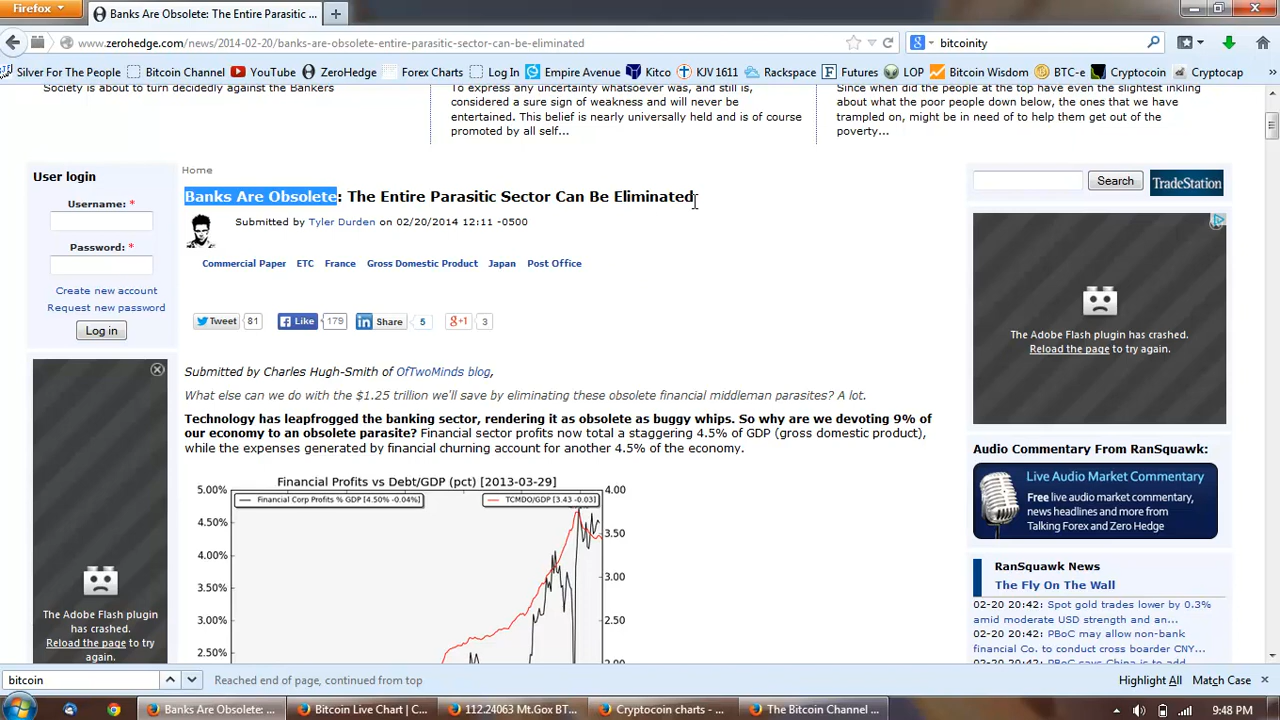 Firefox
Banks Are Obsolete: The Entire Parasitic ...
www.zerohedge.com/news/2014-02-20/banks-are-obsolete-entire-parasitic-sector-can-be-eliminated
bitcoinity
Silver For The People
Bitcoin Channel
YouTube
ZeroHedge
Forex Charts
Log In
Empire Avenue
Kitco
KJV 1611
Rackspace
Futures
LOP
Bitcoin Wisdom
BTC-e
Cryptocoin
Cryptocap
»
Society is about to turn decidedly against the Bankers
To express any uncertainty whatsoever was, and still is,
considered a sure sign of weakness and will never be
entertained. This belief is nearly universally held and is of course
promoted by all self...
Since when did the people at the top have even the slightest inkling
about what the poor people down below, the ones that we have
trampled on, might be in need of to help them get out of the
poverty...
User login
Username: *
Password: *
Create new account
Request new password
Log in
Home
Banks Are Obsolete: The Entire Parasitic Sector Can Be Eliminated
Submitted by Tyler Durden on 02/20/2014 12:11 -0500
Commercial Paper ETC France Gross Domestic Product Japan Post Office
Tweet 81
Like 179
Share 5
+1 3
Submitted by Charles Hugh-Smith of OfTwoMinds blog,
What else can we do with the $1.25 trillion we'll save by eliminating these obsolete financial middleman parasites? A lot.
Technology has leapfrogged the banking sector, rendering it as obsolete as buggy whips. So why are we devoting 9% of
our economy to an obsolete parasite? Financial sector profits now total a staggering 4.5% of GDP (gross domestic product),
while the expenses generated by financial churning account for another 4.5% of the economy.
Financial Profits vs Debt/GDP (pct) [2013-03-29]
Financial Corp Profits % GDP [4.50% -0.04%]
TCMDO/GDP [3.43 -0.03]
5.00%
4.50%
4.00%
3.50%
3.00%
2.50%
4.00
3.50
3.00
2.50
2.00
The Adobe Flash plugin
has crashed.
Reload the page to try
again.
Search
TradeStation
The Adobe Flash plugin has crashed.
Reload the page to try again.
Audio Commentary From RanSquawk:
Live Audio Market Commentary
Free live audio market commentary,
news headlines and more from
Talking Forex and Zero Hedge
RanSquawk News
The Fly On The Wall
02-20 20:42: Spot gold trades lower by 0.3%
amid moderate USD strength and an...
02-20 20:42: PBoC may allow non-bank
financial Co. to conduct cross boarder CNY...
02-20 20:42: PBoC says China is to add
bitcoin
Reached end of page, continued from top
Highlight All
Match Case
Banks Are Obsolete: ...
Bitcoin Live Chart | C...
112.24063 Mt.Gox BT...
Cryptocoin charts - ...
The Bitcoin Channel ...
9:48 PM